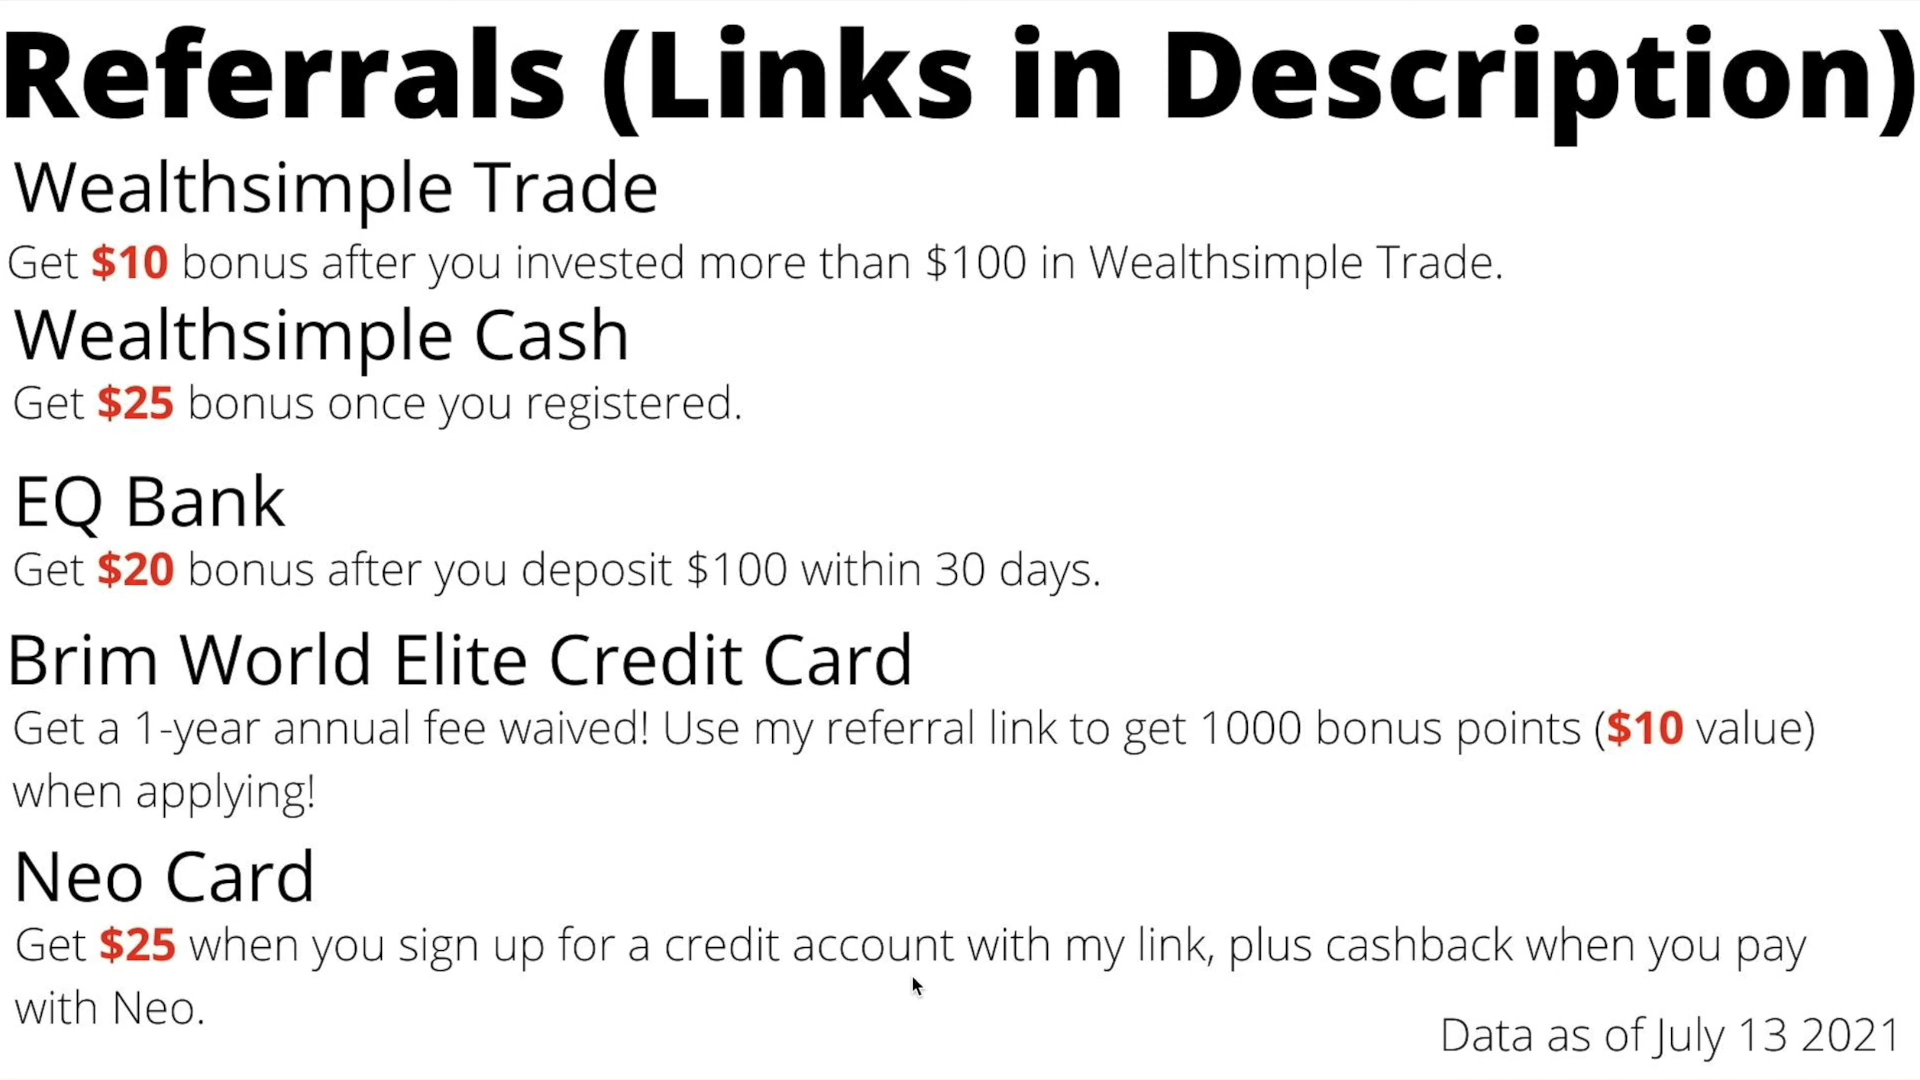 Referrals (Links in Description)
Wealthsimple Trade
Get $10 bonus after you invested more than $100 in Wealthsimple Trade.
Wealthsimple Cash
Get $25 bonus once you registered.
EQ Bank
Get $20 bonus after you deposit $100 within 30 days.
Brim World Elite Credit Card
Get a 1-year annual fee waived! Use my referral link to get 1000 bonus points ($10 value)
when applying!
Neo Card
Get $25 when you sign up for a credit account with my link, plus cashback when you pay
with Neo.
Data as of July 13 2021